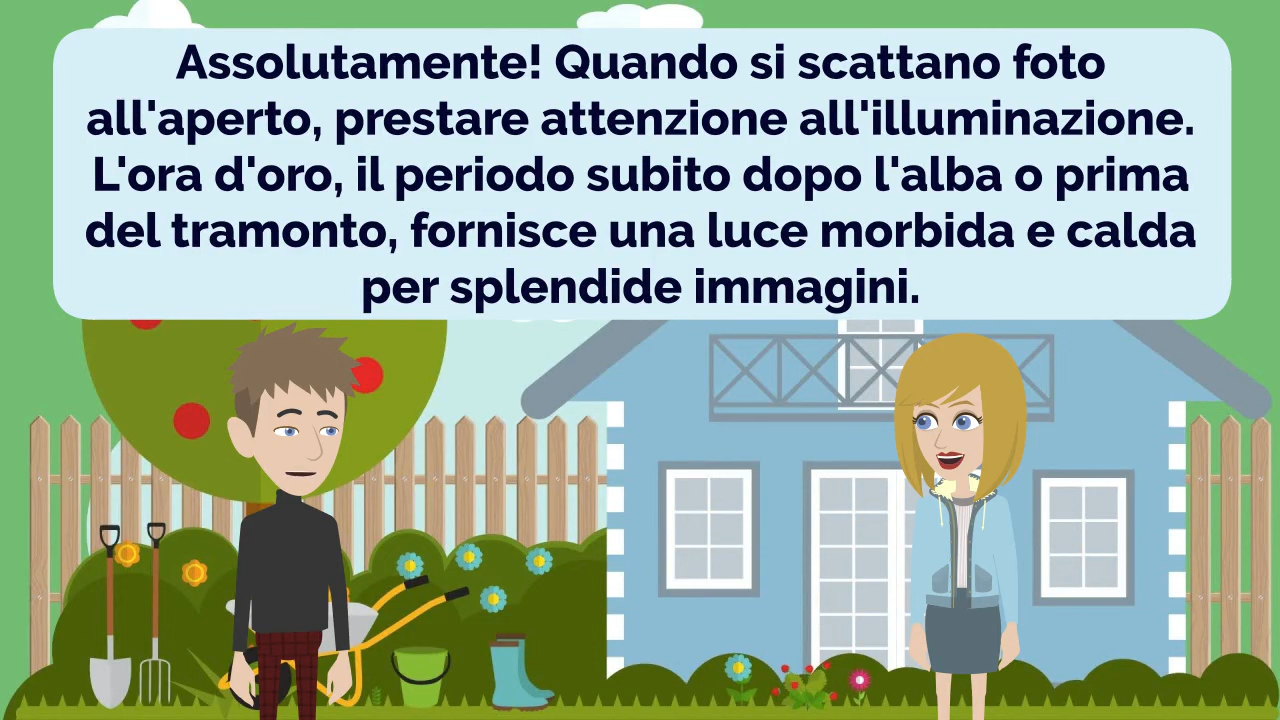 Assolutamente! Quando si scattano foto
all'aperto, prestare attenzione all'illuminazione.
L'ora d'oro, il periodo subito dopo l'alba o prima
del tramonto, fornisce una luce morbida e calda
per splendide immagini.